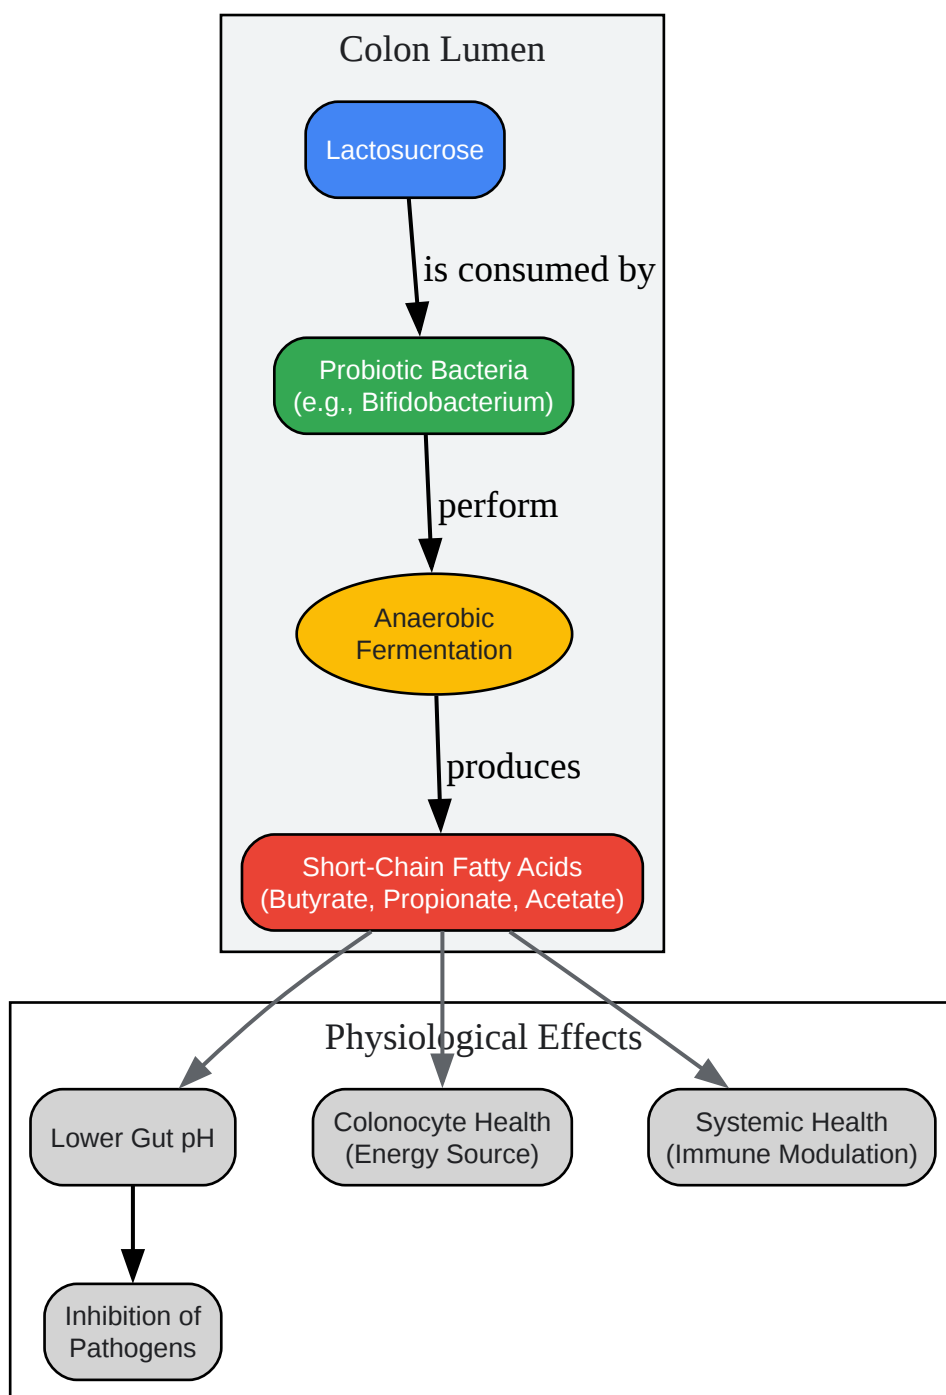 Colon Lumen
Lactosucrose
is consumed by
Probiotic Bacteria
(e.g., Bifidobacterium)
perform
Anaerobic
Fermentation
produces
Short-Chain Fatty Acids
(Butyrate, Propionate, Acetate)
Physiological Effects
Lower Gut pH
Colonocyte Health
(Energy Source)
Systemic Health
(Immune Modulation)
Inhibition of
Pathogens